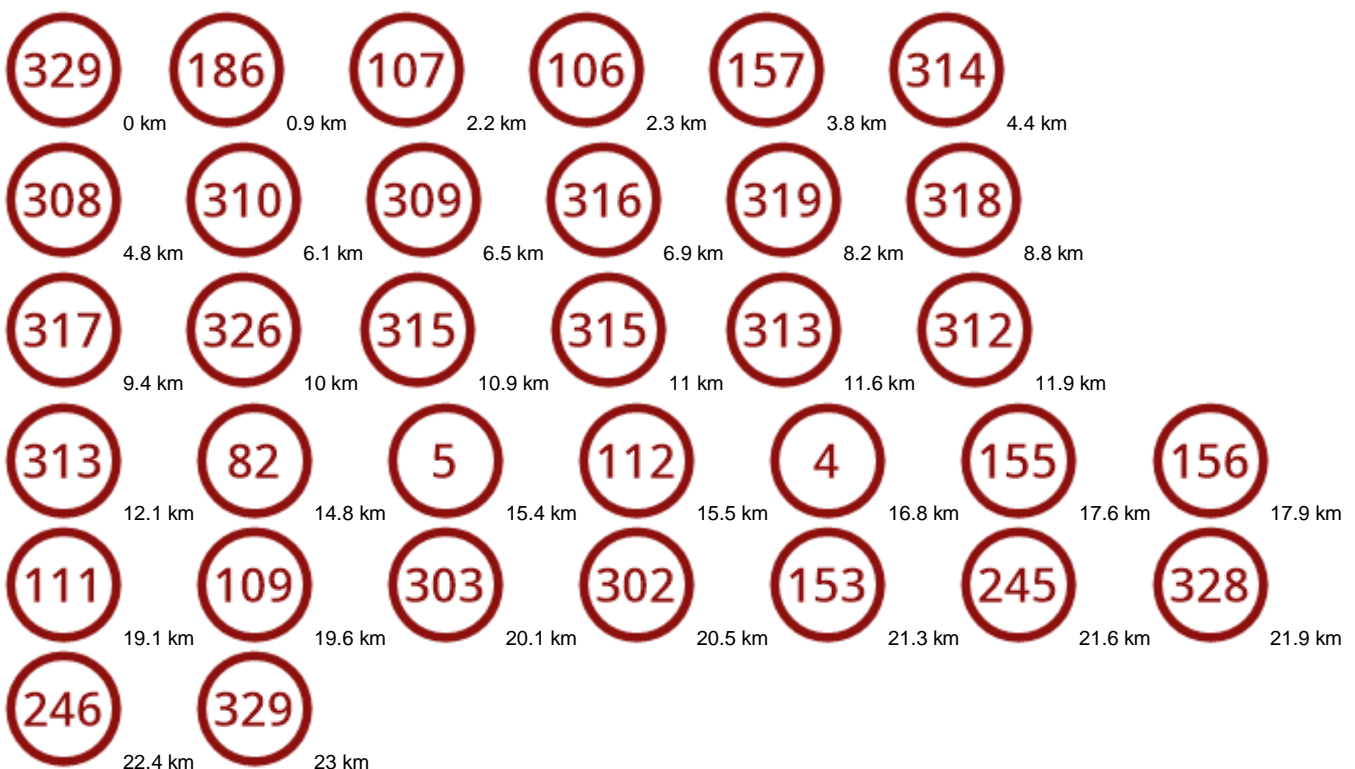 329 186 107 106 157 314
0 km 0.9 km 2.2 km 2.3 km 3.8 km 4.4 km
308 310 309 316 319 318
4.8 km 6.1 km 6.5 km 6.9 km 8.2 km 8.8 km
317 326 315 315 313 312
9.4 km 10 km 10.9 km 11 km 11.6 km 11.9 km
313 82 5 112 4 155 156
12.1 km 14.8 km 15.4 km 15.5 km 16.8 km 17.6 km 17.9 km
111 109 303 302 153 245 328
19.1 km 19.6 km 20.1 km 20.5 km 21.3 km 21.6 km 21.9 km
246 329
22.4 km 23 km